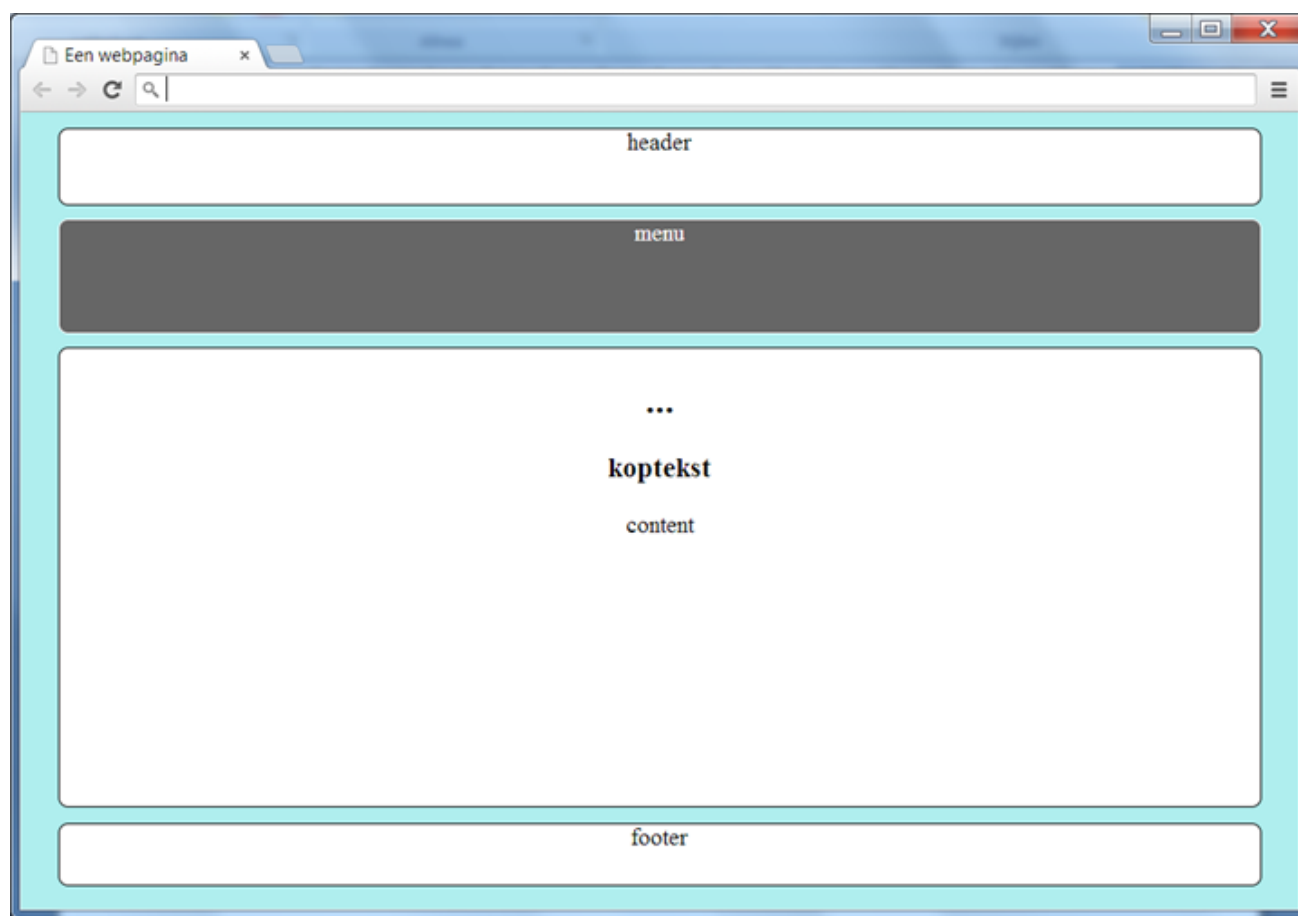 Een webpagina
header
menu
...
koptekst
content
footer